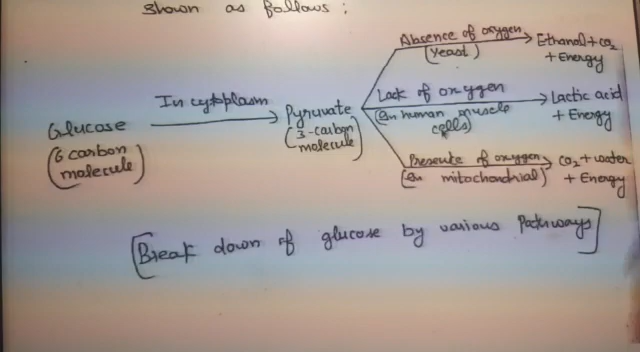 shown as follows :
Absence of oxygen
(yeast)
Ethanol + CO2
+ Energy
In cytoplasm
Lack of oxygen
(In human muscle
cells)
Lactic acid
+ Energy
Glucose
(6 carbon
molecule)
Pyruvate
(3-carbon
molecule)
Presence of oxygen
(In mitochondrial)
CO2 + water
+ Energy
[Break down of glucose by various Pathways]